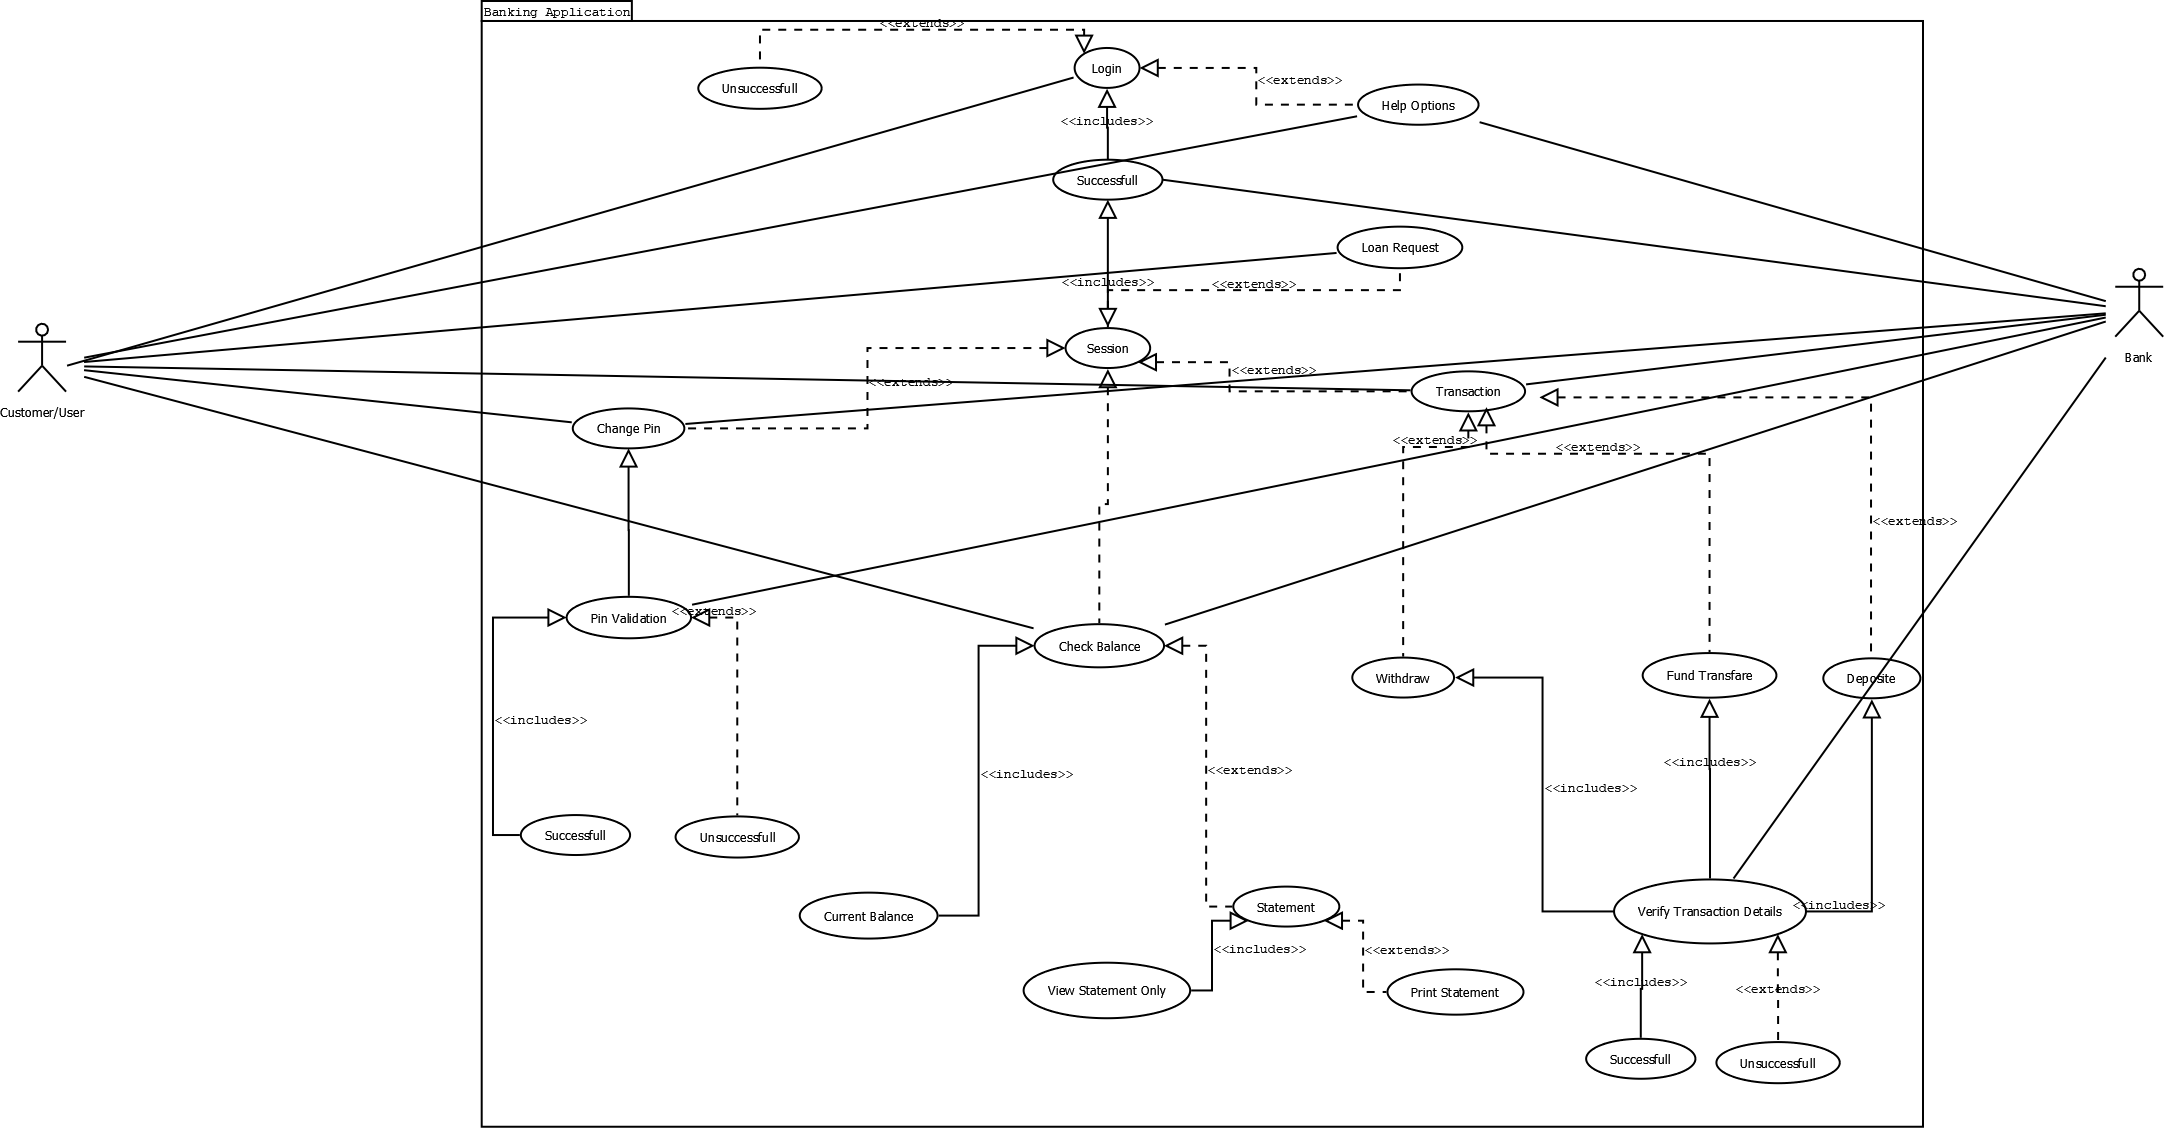 Banking Application
<<extends>>
Login
Unsuccessfull
<<extends>>
Help Options
<<includes>>
Successfull
Loan Request
<<includes>>
<<extends>>
Session
Bank
<<extends>>
<<extends>>
Transaction
Customer/User
Change Pin
<<extends>>
<<extends>>
<<extends>>
<<extends>>
Pin Validation
Check Balance
Withdraw
Fund Transfare
Deposite
<<includes>>
<<includes>>
<<extends>>
<<includes>>
<<includes>>
<<includes>>
Successfull
Unsuccessfull
Current Balance
Statement
Verify Transaction Details
<<includes>>
<<includes>>
<<extends>>
View Statement Only
Print Statement
<<includes>>
<<extends>>
Successfull
Unsuccessfull